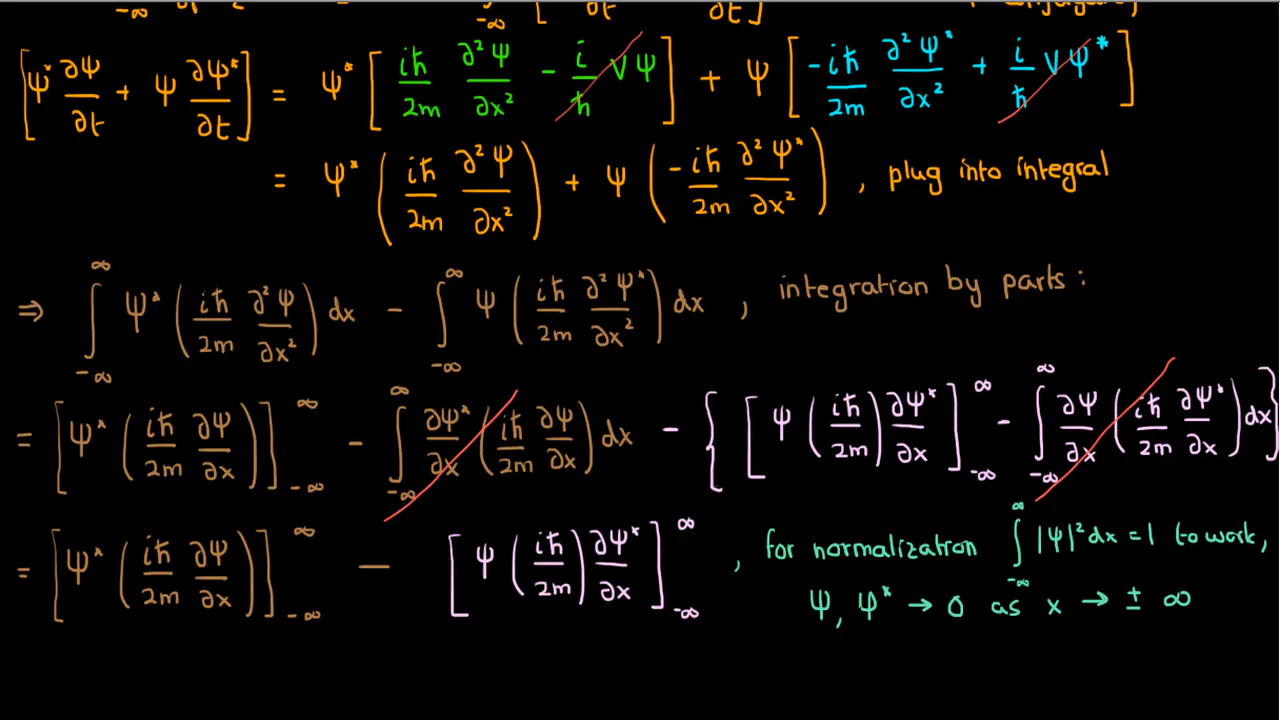 [Ψ* ∂Ψ/∂t + Ψ ∂Ψ*/∂t] = Ψ* [iħ/2m ∂²Ψ/∂x² - i/ħ VΨ] + Ψ [-iħ/2m ∂²Ψ*/∂x² + i/ħ VΨ*]
= Ψ* (iħ/2m ∂²Ψ/∂x²) + Ψ (-iħ/2m ∂²Ψ*/∂x²), plug into integral
⇒ ∫_{-∞}^{∞} Ψ* (iħ/2m ∂²Ψ/∂x²) dx - ∫_{-∞}^{∞} Ψ (iħ/2m ∂²Ψ*/∂x²) dx, integration by parts:
= [Ψ* (iħ/2m ∂Ψ/∂x)]_{-∞}^{∞} - ∫_{-∞}^{∞} ∂Ψ*/∂x (iħ/2m ∂Ψ/∂x) dx - {[Ψ (iħ/2m) ∂Ψ*/∂x]_{-∞}^{∞} - ∫_{-∞}^{∞} ∂Ψ/∂x (iħ/2m ∂Ψ*/∂x) dx}
= [Ψ* (iħ/2m ∂Ψ/∂x)]_{-∞}^{∞} — [Ψ (iħ/2m) ∂Ψ*/∂x]_{-∞}^{∞}, for normalization ∫_{-∞}^{∞} |Ψ|² dx = 1 to work,
Ψ, Ψ* → 0 as x → ± ∞